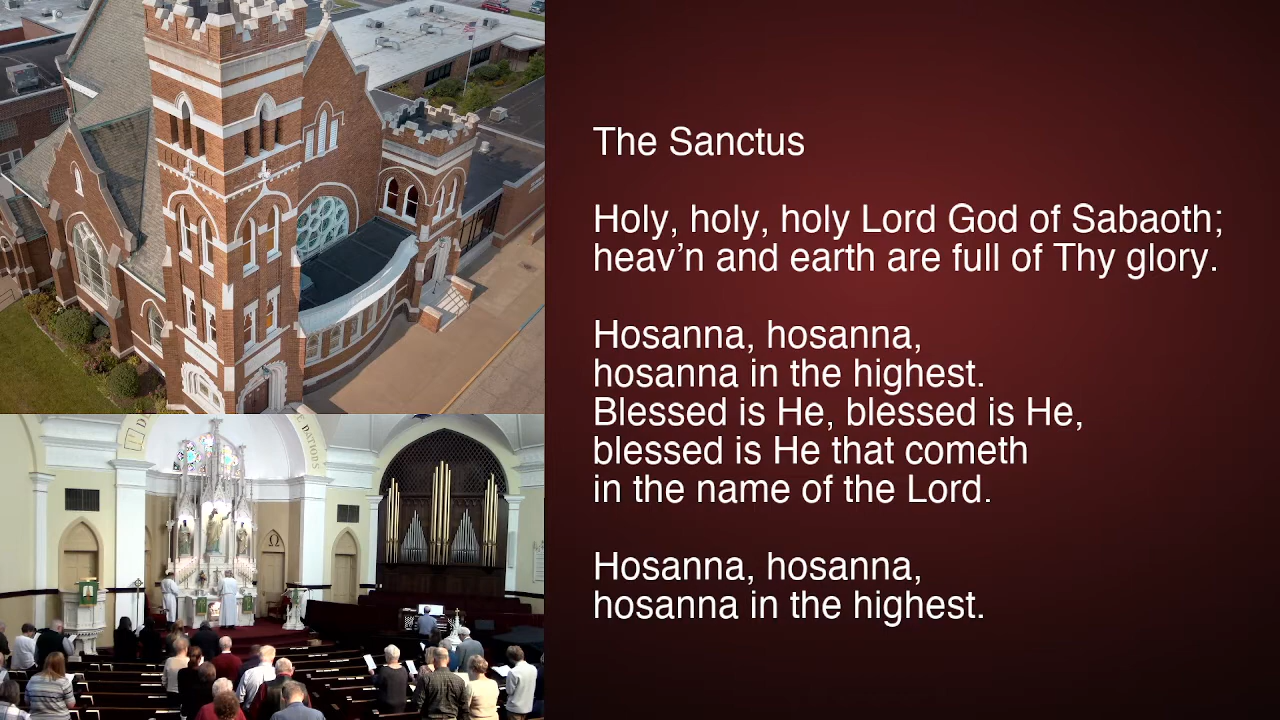 The Sanctus
Holy, holy, holy Lord God of Sabaoth;
heav’n and earth are full of Thy glory.
Hosanna, hosanna,
hosanna in the highest.
Blessed is He, blessed is He,
blessed is He that cometh
in the name of the Lord.
Hosanna, hosanna,
hosanna in the highest.
Ω